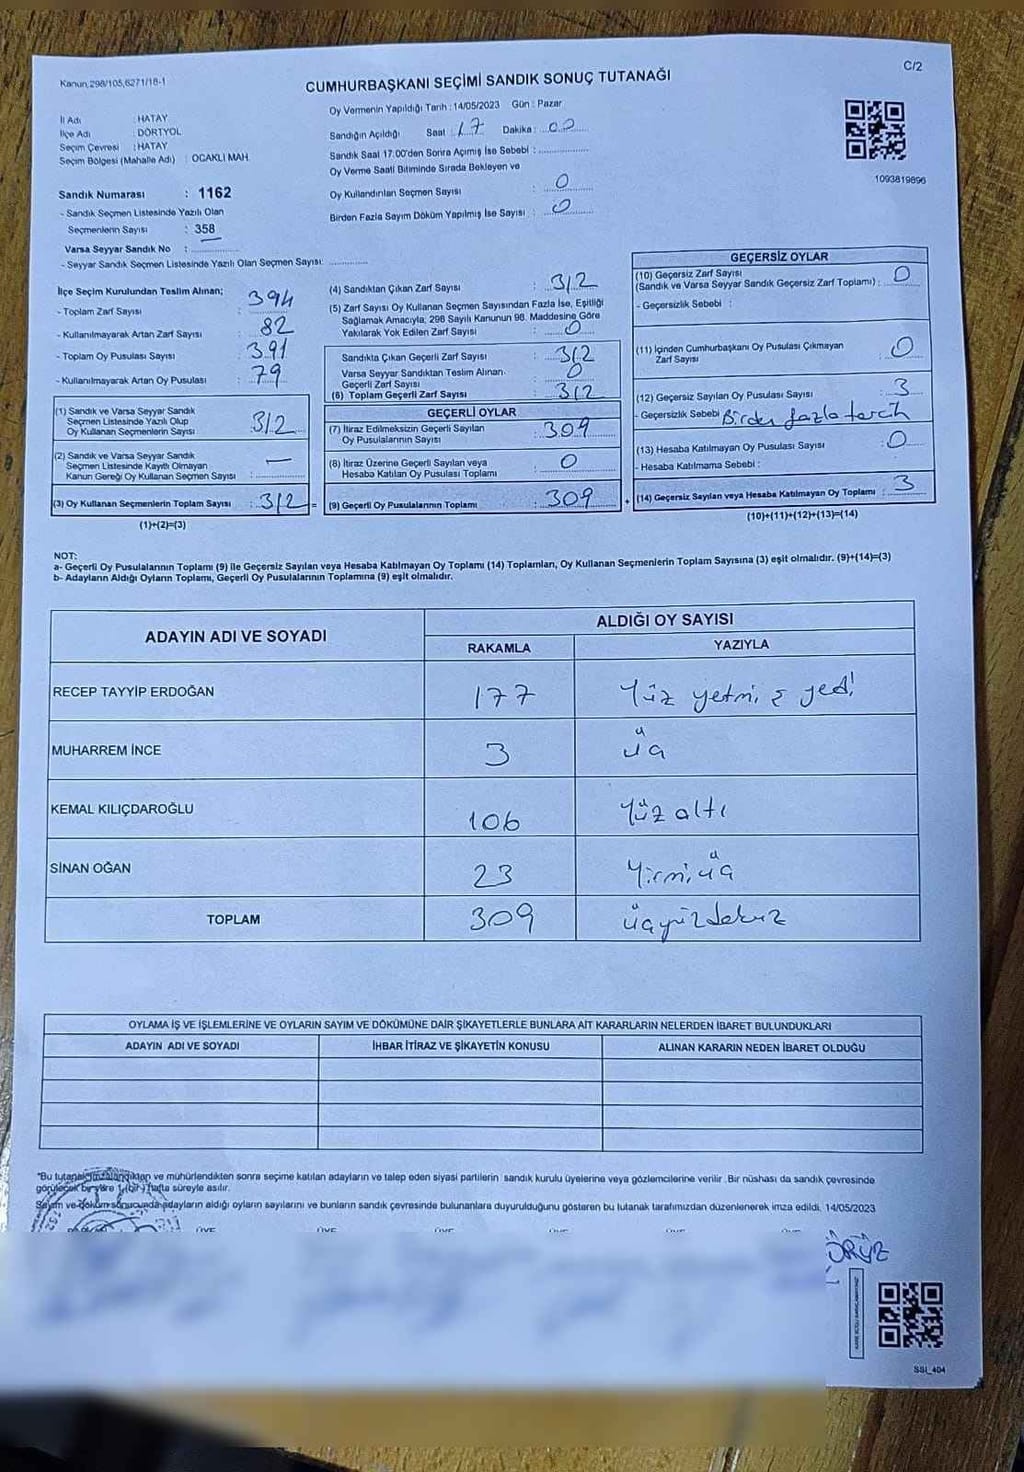 Kanun,298/105,6271/18-1
CUMHURBAŞKANI SEÇİMİ SANDIK SONUÇ TUTANAĞI
C/2
İl Adı : HATAY
İlçe Adı : DÖRTYOL
Seçim Çevresi : HATAY
Seçim Bölgesi (Mahalle Adı) : OCAKLI MAH.
Sandık Numarası : 1162
- Sandık Seçmen Listesinde Yazılı Olan
Seçmenlerin Sayısı : 358
Varsa Seyyar Sandık No : ..............
- Seyyar Sandık Seçmen Listesinde Yazılı Olan Seçmen Sayısı: ............
Oy Vermenin Yapıldığı Tarih : 14/05/2023 Gün : Pazar
Sandığın Açıldığı Saat : 17 Dakika : 00
Sandık Saat 17:00'den Sonra Açımış İse Sebebi : ................
Oy Verme Saati Bitiminde Sırada Bekleyen ve
Oy Kullandırılan Seçmen Sayısı : 0
Birden Fazla Sayım Döküm Yapılmış İse Sayısı : 0
1093819896
İlçe Seçim Kurulundan Teslim Alınan;
- Toplam Zarf Sayısı : 394
- Kullanılmayarak Artan Zarf Sayısı : 82
- Toplam Oy Pusulası Sayısı : 391
- Kullanılmayarak Artan Oy Pusulası : 79
(1) Sandık ve Varsa Seyyar Sandık
Seçmen Listesinde Yazılı Olup
Oy Kullanan Seçmenlerin Sayısı : 312
(2) Sandık ve Varsa Seyyar Sandık
Seçmen Listesinde Kayıtlı Olmayan
Kanun Gereği Oy Kullanan Seçmen Sayısı : —
(3) Oy Kullanan Seçmenlerin Toplam Sayısı : 312 =
(1)+(2)=(3)
(4) Sandıktan Çıkan Zarf Sayısı : 312
(5) Zarf Sayısı Oy Kullanan Seçmen Sayısından Fazla İse, Eşitliği
Sağlamak Amacıyla, 298 Sayılı Kanunun 98. Maddesine Göre
Yakılarak Yok Edilen Zarf Sayısı : 0
Sandıkta Çıkan Geçerli Zarf Sayısı : 312
Varsa Seyyar Sandıktan Teslim Alınan
Geçerli Zarf Sayısı : 0
(6) Toplam Geçerli Zarf Sayısı : 312
GEÇERLİ OYLAR
(7) İtiraz Edilmeksizin Geçerli Sayılan
Oy Pusulalarının Sayısı : 309
(8) İtiraz Üzerine Geçerli Sayılan veya
Hesaba Katılan Oy Pusulası Toplamı : 0
(9) Geçerli Oy Pusulalarının Toplamı : 309 +
GEÇERSİZ OYLAR
(10) Geçersiz Zarf Sayısı
(Sandık ve Varsa Seyyar Sandık Geçersiz Zarf Toplamı) : 0
- Geçersizlik Sebebi :
(11) İçinden Cumhurbaşkanı Oy Pusulası Çıkmayan
Zarf Sayısı : 0
(12) Geçersiz Sayılan Oy Pusulası Sayısı : 3
- Geçersizlik Sebebi Birden fazla tercih
(13) Hesaba Katılmayan Oy Pusulası Sayısı : 0
- Hesaba Katılmama Sebebi :
(14) Geçersiz Sayılan veya Hesaba Katılmayan Oy Toplamı : 3
(10)+(11)+(12)+(13)=(14)
NOT:
a- Geçerli Oy Pusulalarının Toplamı (9) ile Geçersiz Sayılan veya Hesaba Katılmayan Oy Toplamı (14) Toplamları, Oy Kullanan Seçmenlerin Toplam Sayısına (3) eşit olmalıdır. (9)+(14)=(3)
b- Adayların Aldığı Oyların Toplamı, Geçerli Oy Pusulalarının Toplamına (9) eşit olmalıdır.
ADAYIN ADI VE SOYADI
ALDIĞI OY SAYISI
RAKAMLA YAZIYLA
RECEP TAYYİP ERDOĞAN 177 Yüz yetmiş yedi
MUHARREM İNCE 3 üç
KEMAL KILIÇDAROĞLU 106 Yüz altı
SİNAN OĞAN 23 Yirmi üç
TOPLAM 309 üçyüzdokuz
OYLAMA İŞ VE İŞLEMLERİNE VE OYLARIN SAYIM VE DÖKÜMÜNE DAİR ŞİKAYETLERLE BUNLARA AİT KARARLARIN NELERDEN İBARET BULUNDUKLARI
ADAYIN ADI VE SOYADI İHBAR İTİRAZ VE ŞİKAYETİN KONUSU ALINAN KARARIN NEDEN İBARET OLDUĞU
"Bu tutanak imzalandıktan ve mühürlendikten sonra seçime katılan adayların ve talep eden siyasi partilerin sandık kurulu üyelerine veya gözlemcilerine verilir. Bir nüshası da sandık çevresinde
görülecek bir yere 1 (bir) hafta süreyle asılır.
Sayım ve döküm sonucunda adayların aldığı oyların sayılarını ve bunların sandık çevresinde bulunanlara duyurulduğunu gösteren bu tutanak tarafımızdan düzenlenerek imza edildi. 14/05/2023
SSI_404